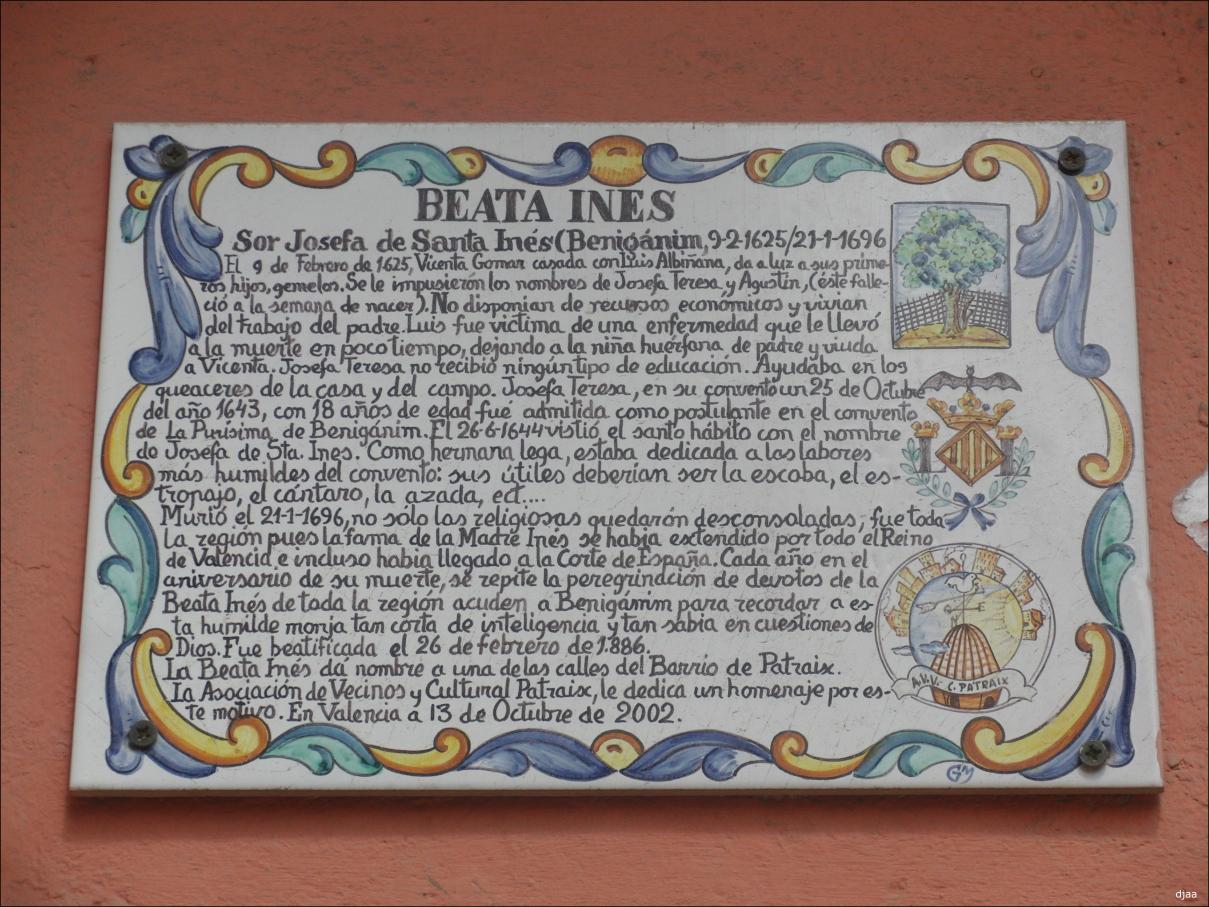 BEATA INES
Sor Josefa de Santa Inés (Benigánim, 9-2-1625/21-1-1696
El 9 de Febrero de 1625, Vicenta Gomar casada con Luis Albiñana, da a luz a sus prime-
ros hijos, gemelos. Se le impusierón los nombres de Josefa Teresa y Agustín, (éste falle-
ció a la semana de nacer). No disponian de recursos económicos y vivian
del trabajo del padre. Luis fue victima de una enfermedad que le llevó
a la muerte en poco tiempo, dejando a la niña huérfana de padre y viuda
a Vicenta. Josefa Teresa no recibió ningún tipo de educación. Ayudaba en los
queaceres de la casa y del campo. Josefa Teresa, en su convento un 25 de Octubre
del año 1643, con 18 años de edad fué admitida como postulante en el comvento
de La Purísima de Benigánim. El 26-6-1644 vistió el santo hábito con el nombre
de Josefa de Sta. Ines. Como hermana lega, estaba dedicada a las labores
más humildes del convento: sus útiles deberían ser la escoba, el es-
tropajo, el cántaro, la azada, ect....
Murió el 21-1-1696, no sólo las religiosas quedarón desconsoladas, fue toda
la región pues la fama de la Madre Inés se habia extendido por todo el Reino
de Valencia e incluso habia llegado a la Corte de España. Cada año en el
aniversario de su muerte, se repite la peregrinación de devotos de la
Beata Inés de toda la región acuden a Benigánim para recordar a es-
ta humilde monja tan corta de inteligencia y tan sabia en cuestiones de
Dios. Fue beatificada el 26 de febrero de 1.886.
La Beata Inés dá nombre a una de las calles del Barrio de Patraix.
La Asociación de Vecinos y Cultural Patraix, le dedica un homenaje por es-
te motivo. En Valencia a 13 de Octubre de 2002.
A.V.V.- C. PATRAIX
GM
djaa